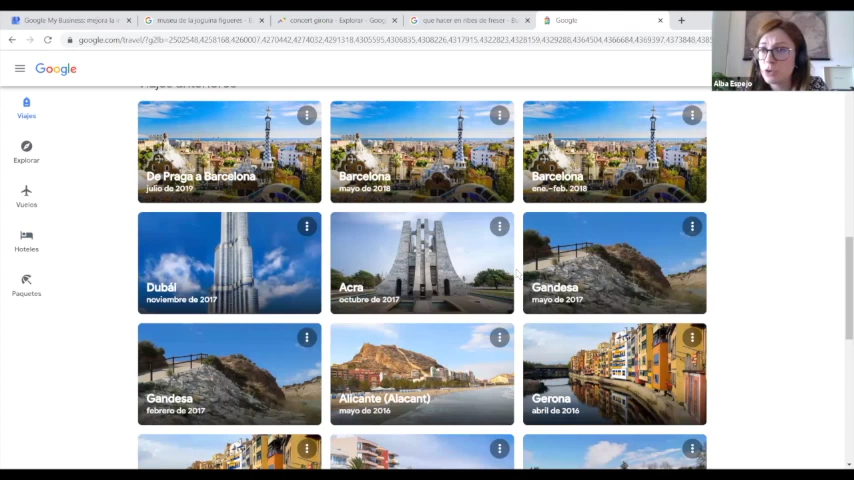 Google My Business: mejora la i
museu de la joguina figueres -
concert girona - Explorar - Goog
que hacer en ribes de freser -
Google
google.com/travel/?g2lb=2502548,4258168,4260007,4270442,4274032,4291318,4305595,4306835,4308226,4317915,4322823,4328159,4329288,4364504,4366684,4369397,4373848,4385
Google
Alba Espejo
Viajes anteriores
Viajes
Explorar
Vuelos
Hoteles
Paquetes
De Praga a Barcelona
julio de 2019
Barcelona
mayo de 2018
Barcelona
ene.–feb. 2018
Dubái
noviembre de 2017
Acra
octubre de 2017
Gandesa
mayo de 2017
Gandesa
febrero de 2017
Alicante (Alacant)
mayo de 2016
Gerona
abril de 2016